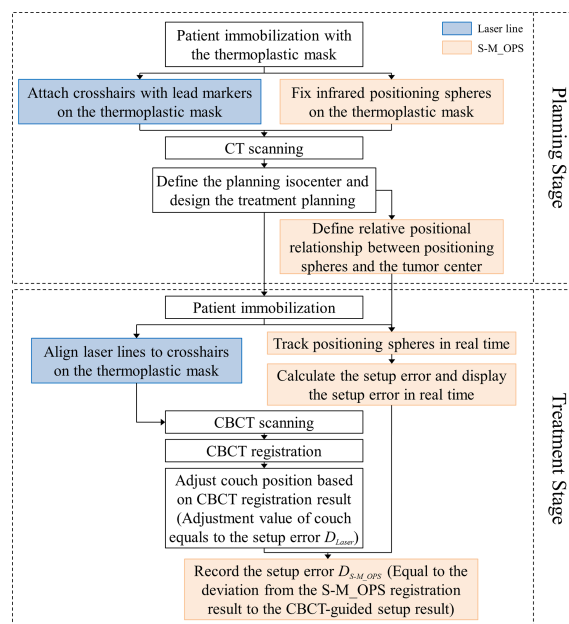 Patient immobilization with
the thermoplastic mask
Laser line
S-M_OPS
Attach crosshairs with lead markers
on the thermoplastic mask
Fix infrared positioning spheres
on the thermoplastic mask
CT scanning
Define the planning isocenter and
design the treatment planning
Define relative positional
relationship between positioning
spheres and the tumor center
Planning Stage
Patient immobilization
Align laser lines to crosshairs
on the thermoplastic mask
Track positioning spheres in real time
Calculate the setup error and display
the setup error in real time
CBCT scanning
CBCT registration
Adjust couch position based
on CBCT registration result
(Adjustment value of couch
equals to the setup error D_Laser)
Record the setup error D_S-M_OPS (Equal to the
deviation from the S-M_OPS registration
result to the CBCT-guided setup result)
Treatment Stage